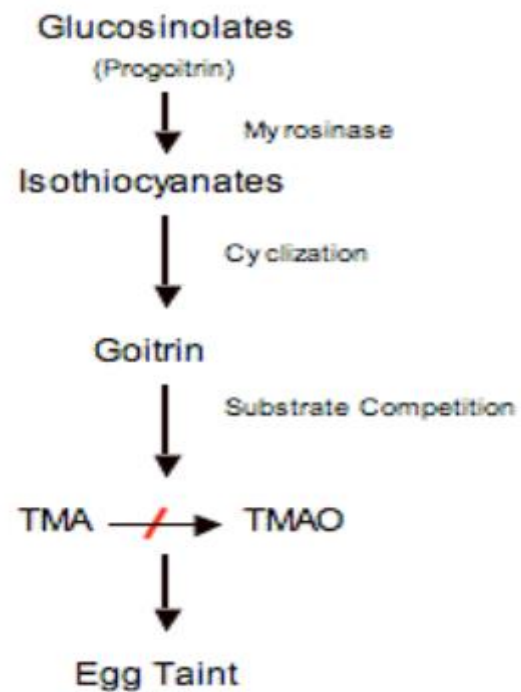 Glucosinolates
(Progoitrin)
Myrosinase
Isothiocyanates
Cyclization
Goitrin
Substrate Competition
TMA TMAO
Egg Taint